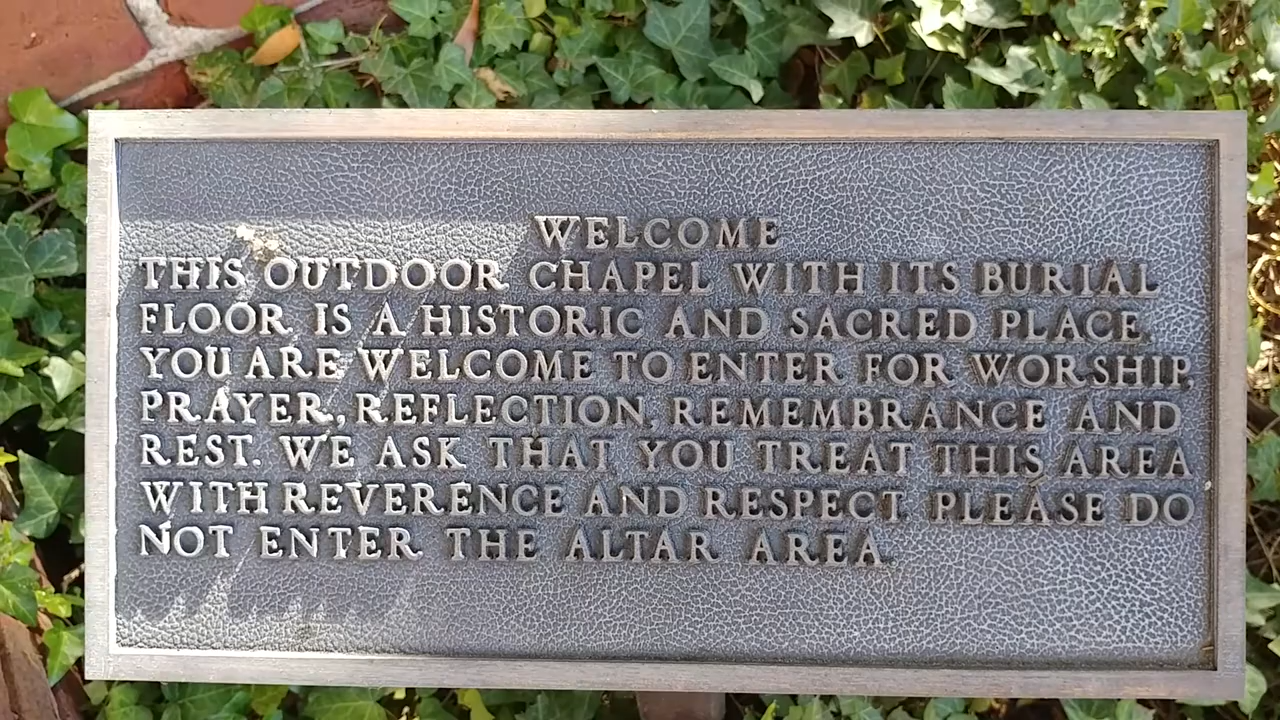 WELCOME
THIS OUTDOOR CHAPEL WITH ITS BURIAL
FLOOR IS A HISTORIC AND SACRED PLACE.
YOU ARE WELCOME TO ENTER FOR WORSHIP,
PRAYER, REFLECTION, REMEMBRANCE AND
REST. WE ASK THAT YOU TREAT THIS AREA
WITH REVERENCE AND RESPECT. PLEASE DO
NOT ENTER THE ALTAR AREA.